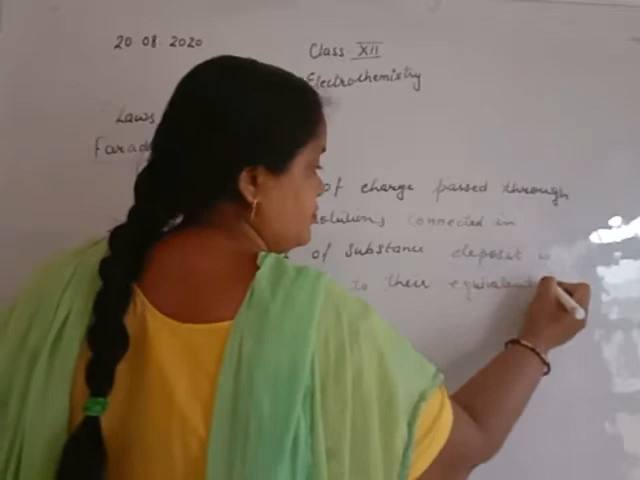 20 08 2020
Class XII
Electrochemistry
Laws
Farad
of charge passed through
connected in
of substance deposit is
to their equivalent